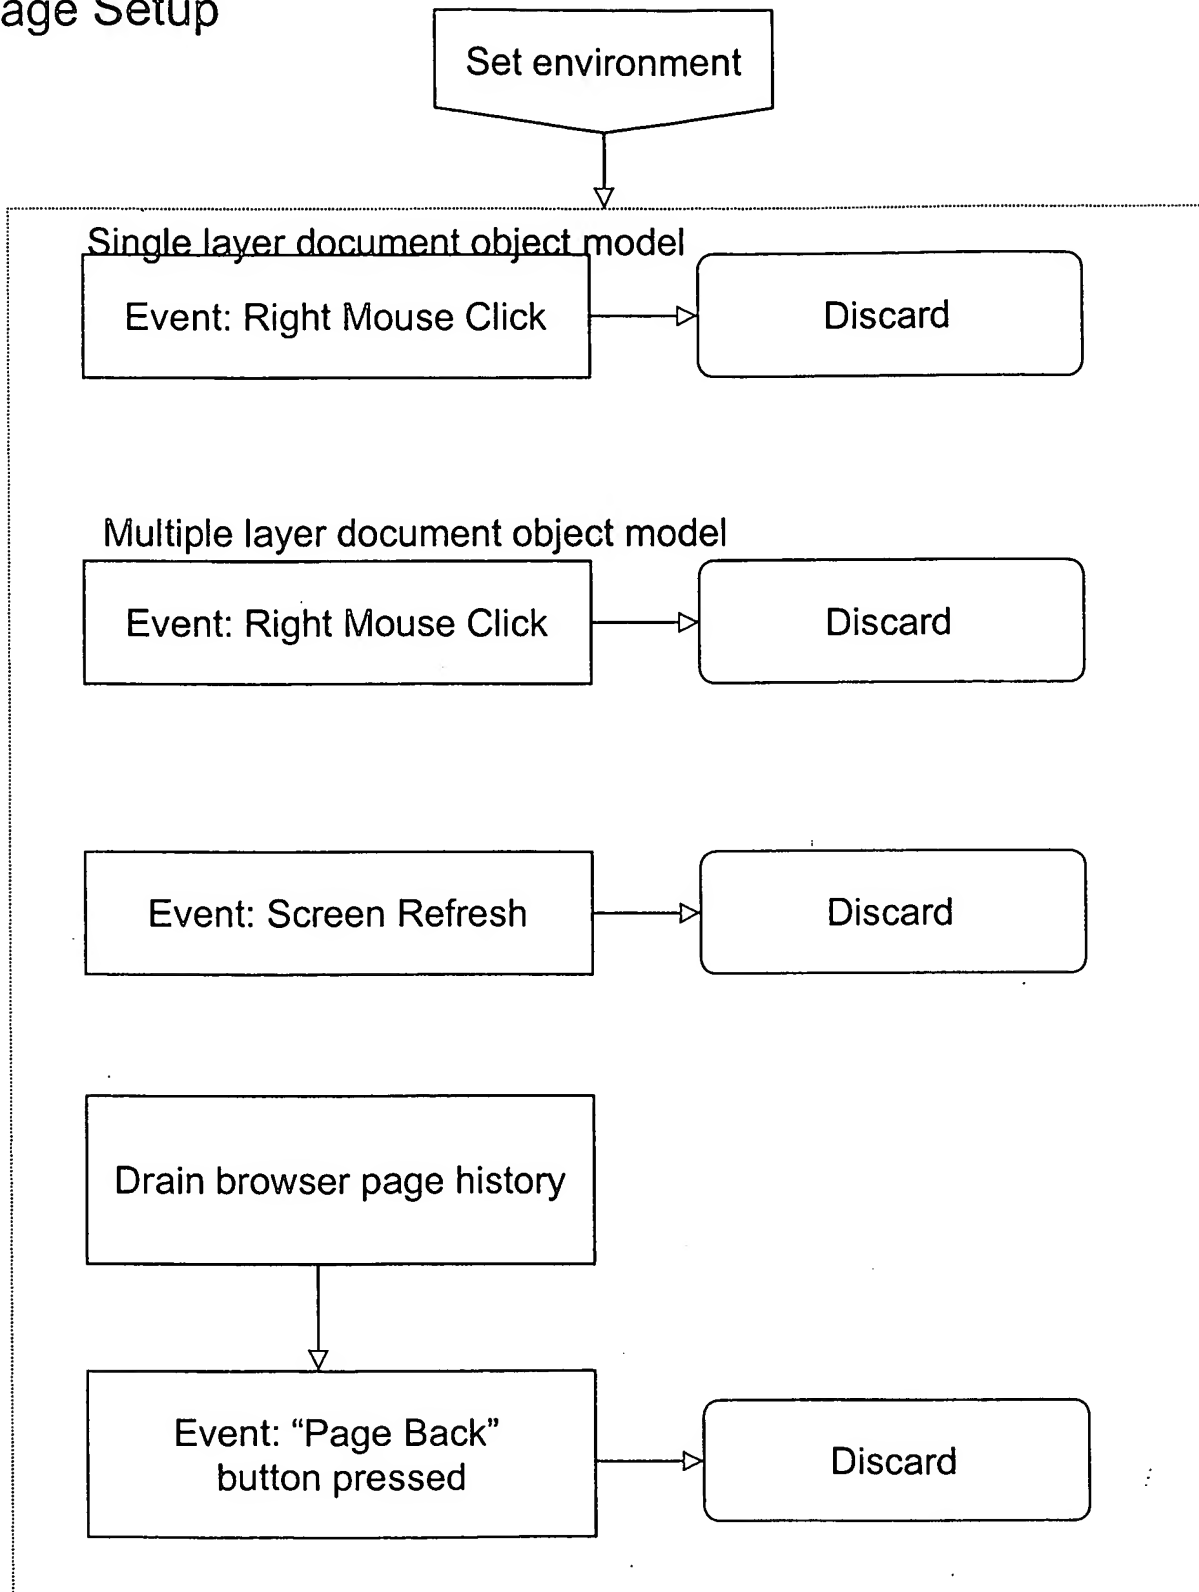 age Setup
Set environment
Single layer document object model
Event: Right Mouse Click
Discard
Multiple layer document object model
Event: Right Mouse Click
Discard
Event: Screen Refresh
Discard
Drain browser page history
Event: “Page Back”
button pressed
Discard